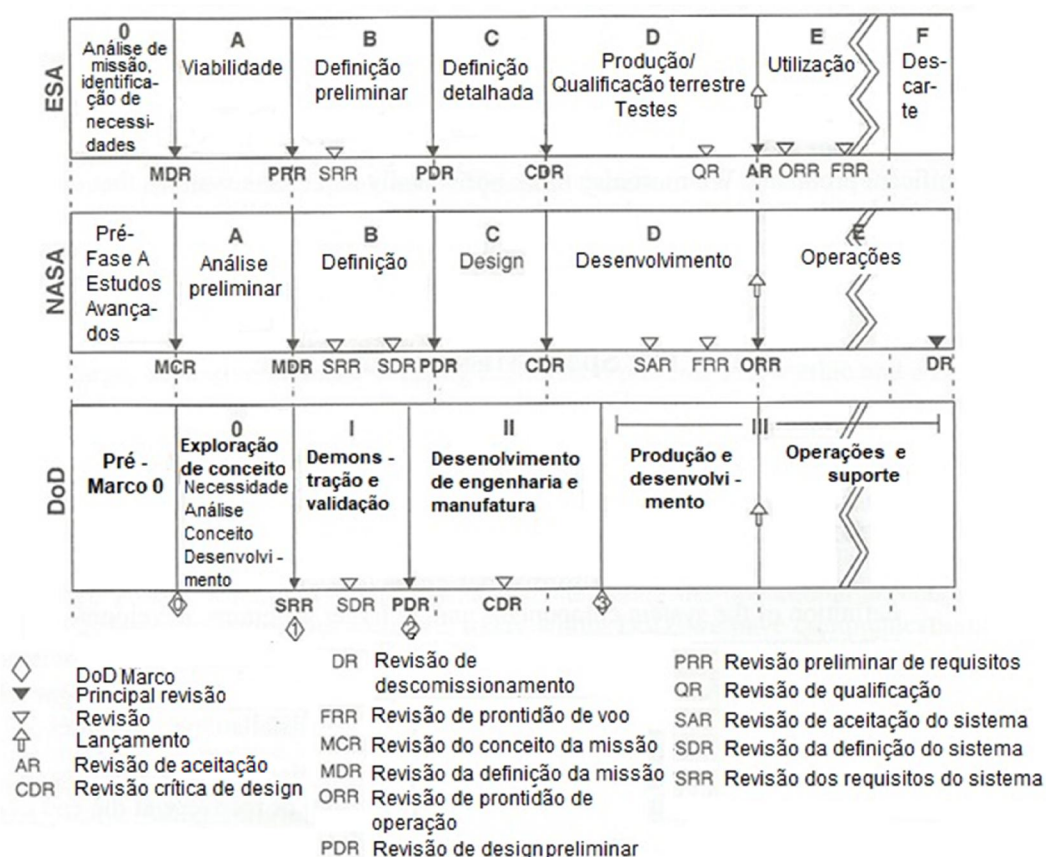 ESA
0
Análise de
missão,
identifica-
ção de
necessi-
dades
A
Viabilidade
B
Definição
preliminar
C
Definição
detalhada
D
Produção/
Qualificação terrestre
Testes
E
Utilização
F
Des-
car-
te
MDR
PRR
SRR
PDR
CDR
QR
AR
ORR
FRR
NASA
Pré-
Fase A
Estudos
Avança-
dos
A
Análise
preliminar
B
Definição
C
Design
D
Desenvolvimento
E
Operações
MCR
MDR
SRR
SDR
PDR
CDR
SAR
FRR
ORR
DR
DoD
Pré -
Marco 0
0
Exploração
de conceito
Necessidade
Análise
Conceito
Desenvolvi -
mento
I
Demons -
tração e
validação
II
Desenolvimento
de engenharia e
manufatura
III
Produção e
desenvolvi -
mento
Operações e
suporte
0
SRR
1
SDR
PDR
2
CDR
3
DoD Marco
Principal revisão
Revisão
Lançamento
AR Revisão de aceitação
CDR Revisão crítica de design
DR Revisão de
descomissionamento
FRR Revisão de prontidão de voo
MCR Revisão do conceito da missão
MDR Revisão da definição da missão
ORR Revisão de prontidão de
operação
PDR Revisão de design preliminar
PRR Revisão preliminar de requisitos
QR Revisão de qualificação
SAR Revisão de aceitação do sistema
SDR Revisão da definição do sistema
SRR Revisão dos requisitos do sistema